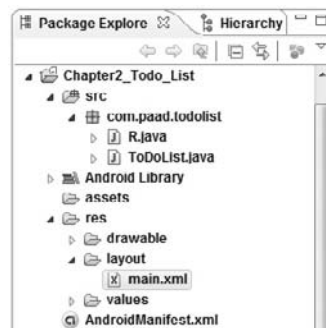 Package Explore
Hierarchy
Chapter2_Todo_List
src
com.paad.todolist
R.java
ToDoList.java
Android Library
assets
res
drawable
layout
main.xml
values
AndroidManifest.xml